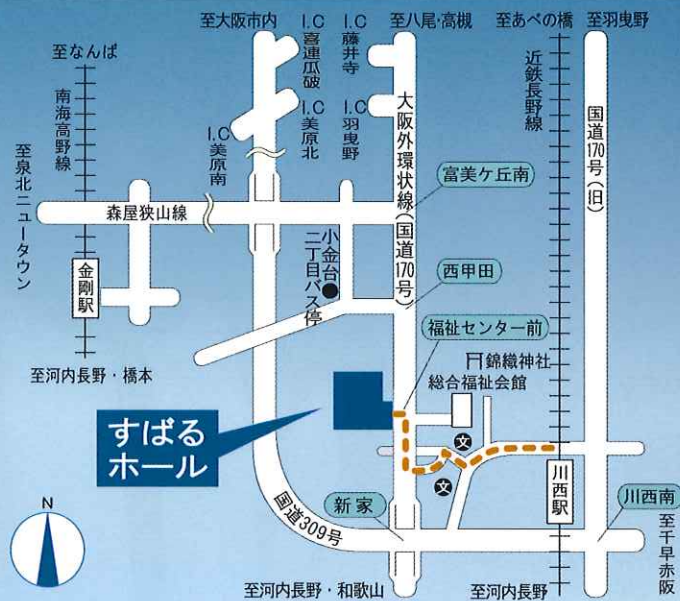 至大阪市内
I.C
喜連瓜破
I.C
藤井寺
至八尾・高槻
至あべの橋
至羽曳野
至なんば
南海高野線
I.C
美原北
I.C
羽曳野
I.C
美原南
近鉄長野線
国道170号(旧)
大阪外環状線(国道170号)
至泉北ニュータウン
富美ケ丘南
森屋狭山線
小金台
二丁目バス停
西甲田
金剛駅
福祉センター前
錦織神社
総合福祉会館
至河内長野・橋本
すばる
ホール
文
文
川西駅
新家
川西南
国道309号
N
至千早赤阪
至河内長野・和歌山
至河内長野